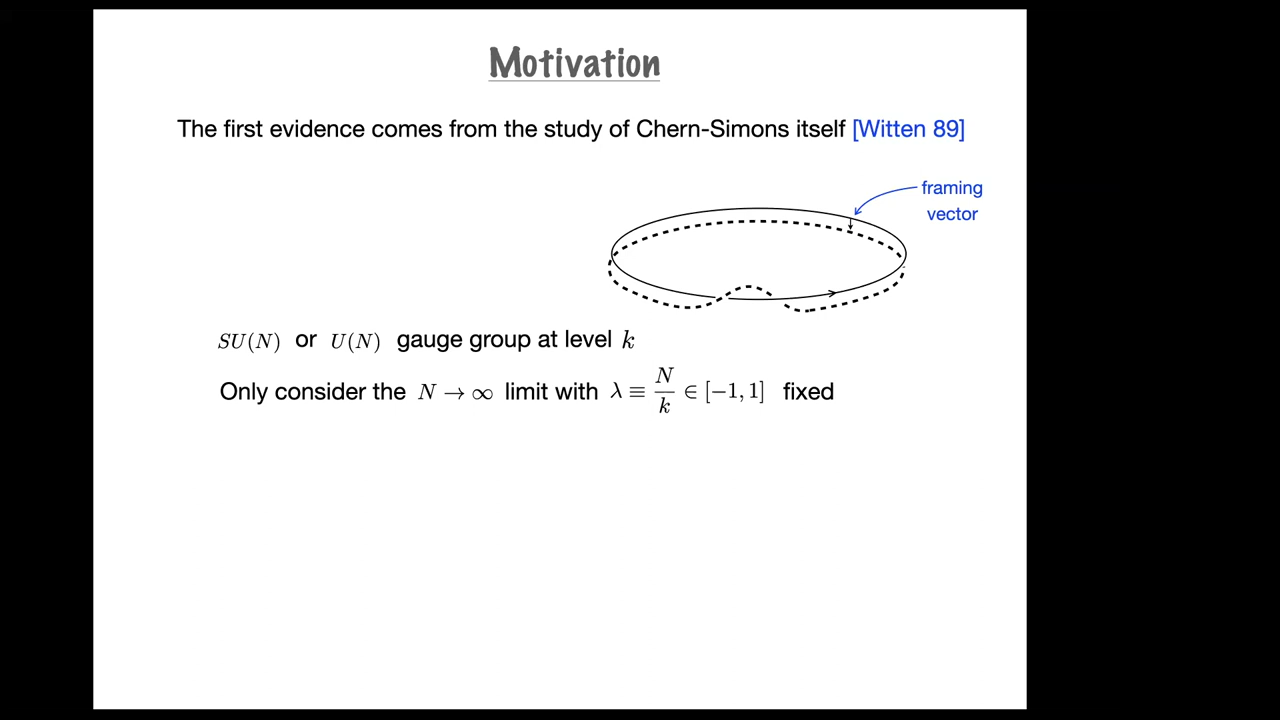 Motivation
The first evidence comes from the study of Chern-Simons itself [Witten 89]
framing
vector
SU(N) or U(N) gauge group at level k
Only consider the N → ∞ limit with λ ≡ N/k ∈ [−1, 1] fixed